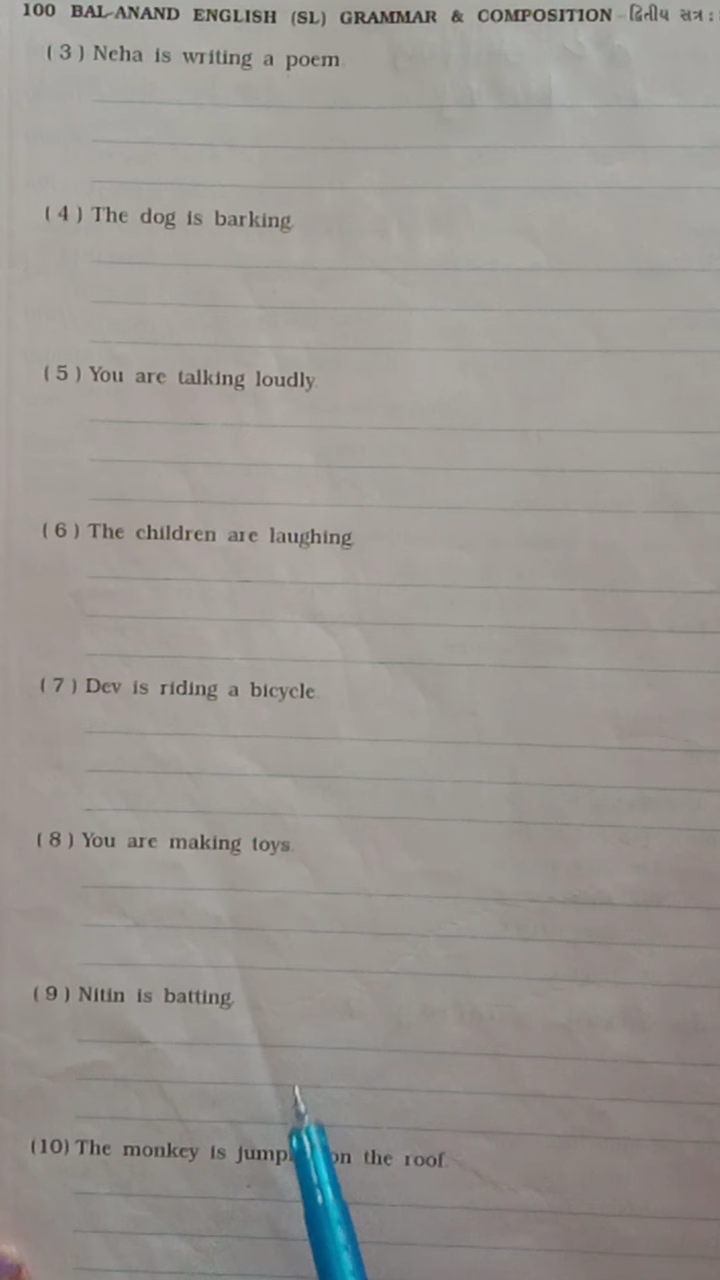 100 BAL-ANAND ENGLISH (SL) GRAMMAR & COMPOSITION - દ્વિતીય સત્ર :
(3) Neha is writing a poem.
(4) The dog is barking.
(5) You are talking loudly.
(6) The children are laughing.
(7) Dev is riding a bicycle.
(8) You are making toys.
(9) Nitin is batting.
(10) The monkey is on the roof.